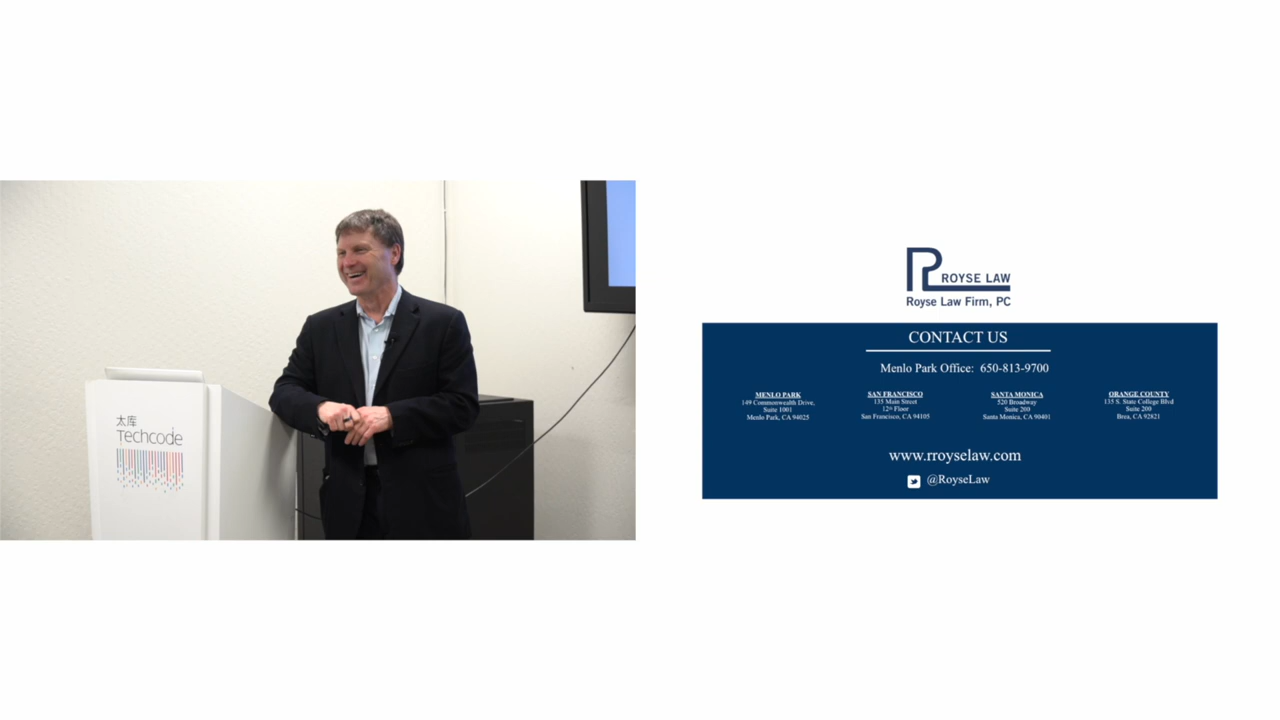 太库
Techcode
ROYSE LAW
Royse Law Firm, PC
CONTACT US
Menlo Park Office: 650-813-9700
MENLO PARK
149 Commonwealth Drive,
Suite 1001
Menlo Park, CA 94025
SAN FRANCISCO
135 Main Street
12th Floor
San Francisco, CA 94105
SANTA MONICA
520 Broadway
Suite 200
Santa Monica, CA 90401
ORANGE COUNTY
135 S. State College Blvd
Suite 200
Brea, CA 92821
www.rroyselaw.com
@RoyseLaw